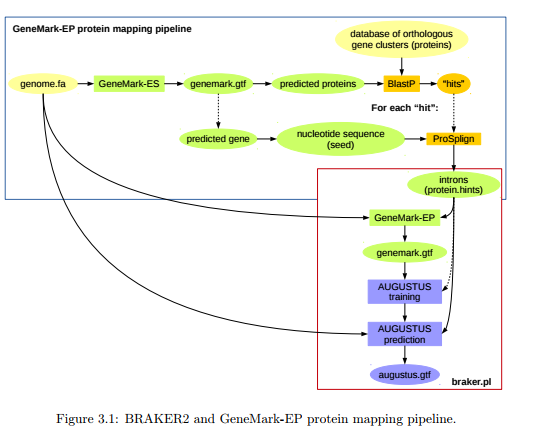 GeneMark-EP protein mapping pipeline
database of orthologous
gene clusters (proteins)
genome.fa
GeneMark-ES
genemark.gtf
predicted proteins
BlastP
“hits”
For each “hit”:
predicted gene
nucleotide sequence
(seed)
ProSplign
introns
(protein.hints)
GeneMark-EP
genemark.gtf
AUGUSTUS
training
AUGUSTUS
prediction
augustus.gtf
braker.pl
Figure 3.1: BRAKER2 and GeneMark-EP protein mapping pipeline.